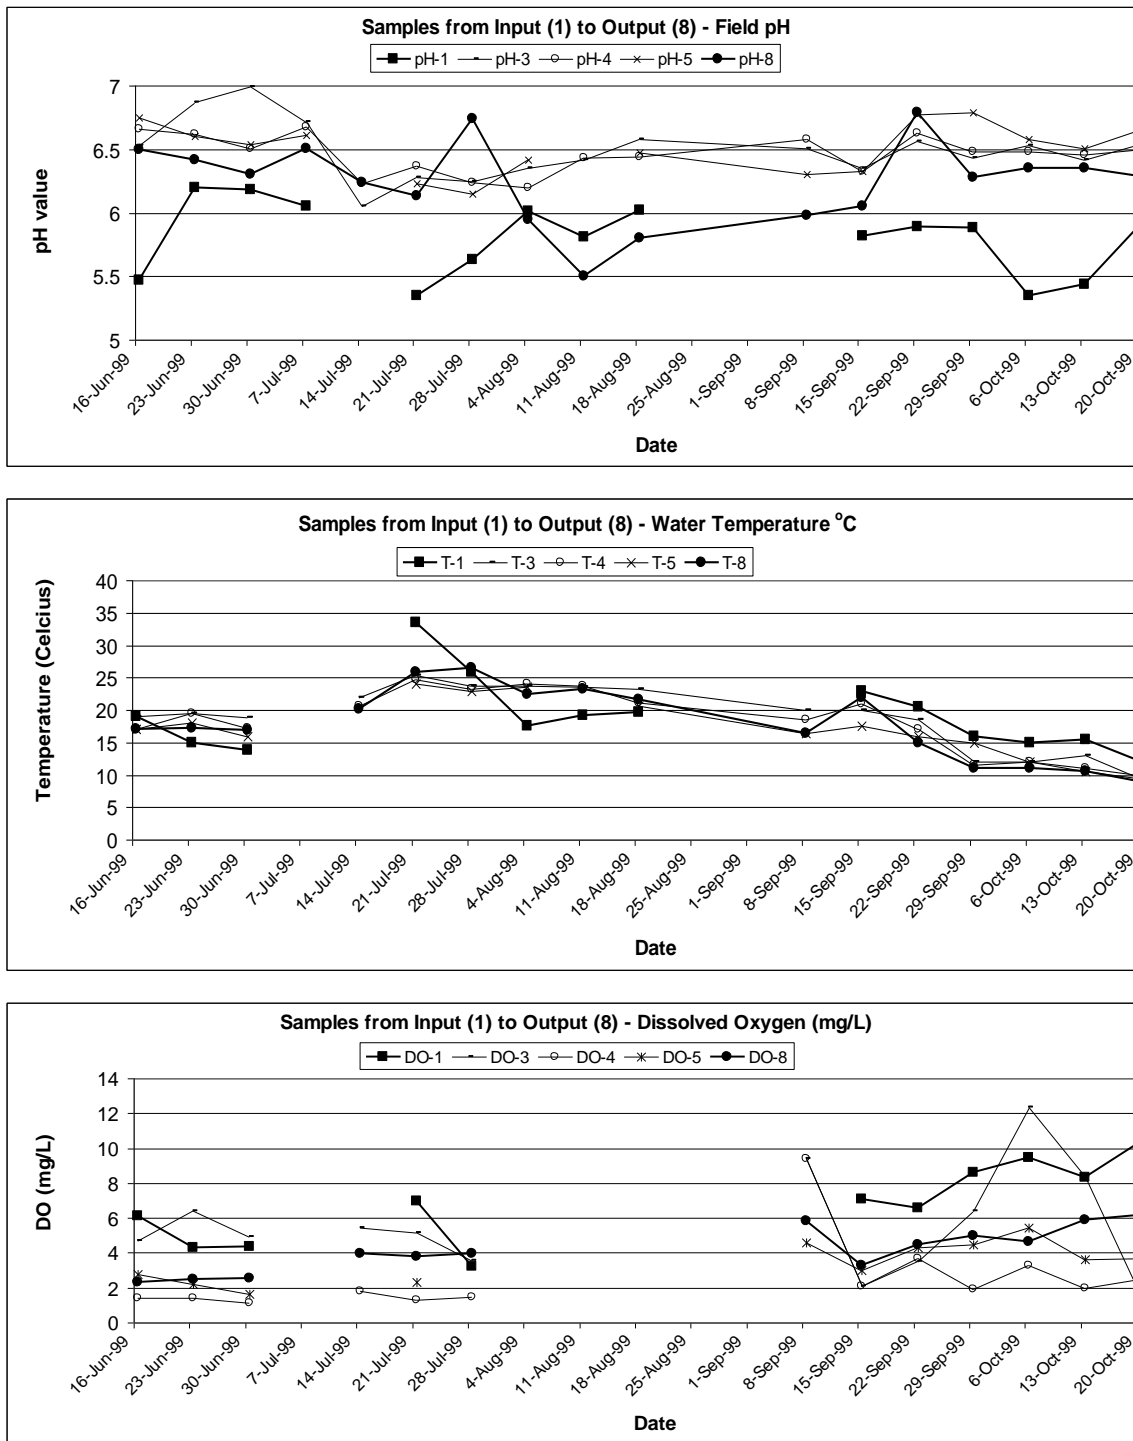 Samples from Input (1) to Output (8) - Field pH
pH-1 pH-3 pH-4 pH-5 pH-8
7
6.5
6
5.5
5
pH value
16-Jun-99 23-Jun-99 30-Jun-99 7-Jul-99 14-Jul-99 21-Jul-99 28-Jul-99 4-Aug-99 11-Aug-99 18-Aug-99 25-Aug-99 1-Sep-99 8-Sep-99 15-Sep-99 22-Sep-99 29-Sep-99 6-Oct-99 13-Oct-99 20-Oct-99
Date
Samples from Input (1) to Output (8) - Water Temperature °C
T-1 T-3 T-4 T-5 T-8
40
35
30
25
20
15
10
5
0
Temperature (Celcius)
16-Jun-99 23-Jun-99 30-Jun-99 7-Jul-99 14-Jul-99 21-Jul-99 28-Jul-99 4-Aug-99 11-Aug-99 18-Aug-99 25-Aug-99 1-Sep-99 8-Sep-99 15-Sep-99 22-Sep-99 29-Sep-99 6-Oct-99 13-Oct-99 20-Oct-99
Date
Samples from Input (1) to Output (8) - Dissolved Oxygen (mg/L)
DO-1 DO-3 DO-4 DO-5 DO-8
14
12
10
8
6
4
2
0
DO (mg/L)
16-Jun-99 23-Jun-99 30-Jun-99 7-Jul-99 14-Jul-99 21-Jul-99 28-Jul-99 4-Aug-99 11-Aug-99 18-Aug-99 25-Aug-99 1-Sep-99 8-Sep-99 15-Sep-99 22-Sep-99 29-Sep-99 6-Oct-99 13-Oct-99 20-Oct-99
Date